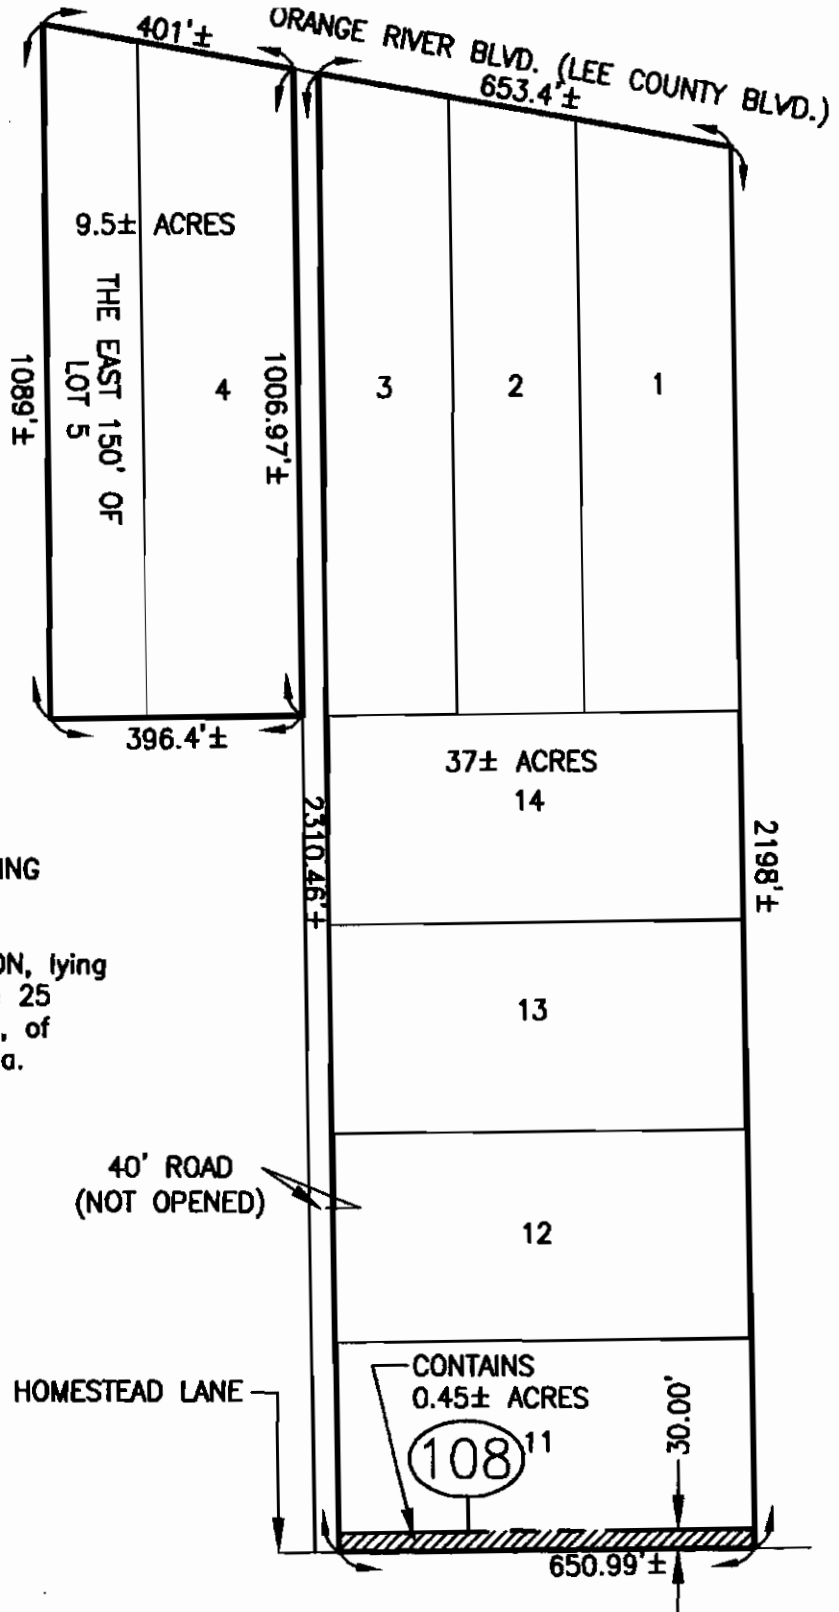 ORANGE RIVER BLVD. (LEE COUNTY BLVD.)
401'±
653.4'±
9.5± ACRES
THE EAST 150' OF
LOT 5
1089'±
4
1006.97'±
3
2
1
396.4'±
37± ACRES
14
2310.46'±
2198'±
ING
ON, lying
25
, of
a.
13
40' ROAD
(NOT OPENED)
12
HOMESTEAD LANE
CONTAINS
0.45± ACRES
108
11
30.00'
650.99'±